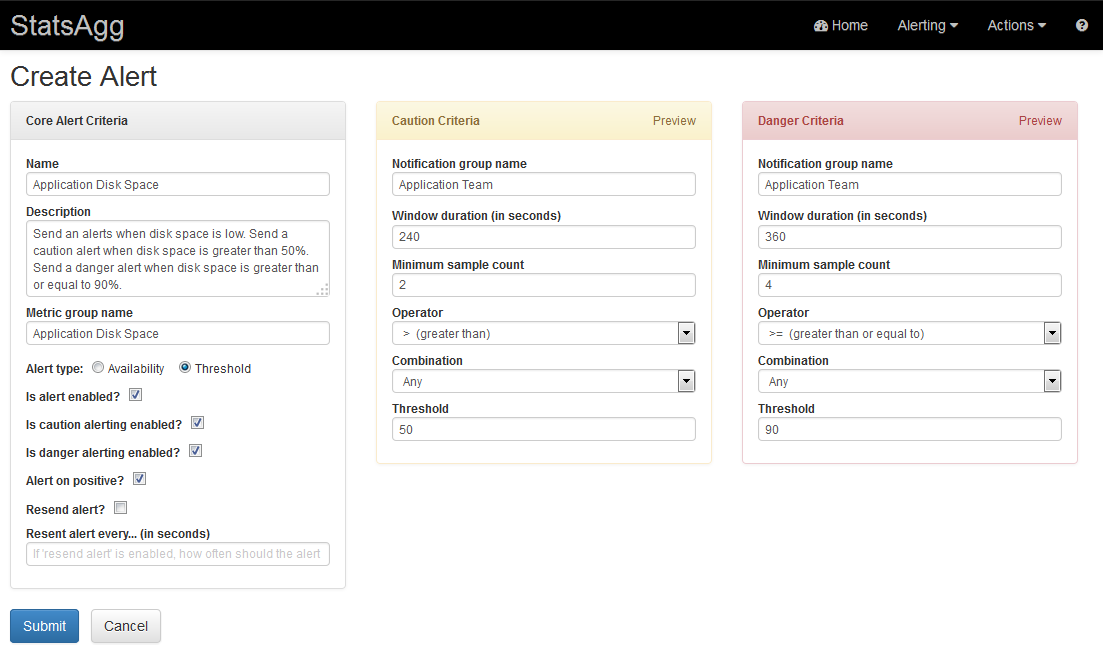 StatsAgg
Home
Alerting
Actions
?
Create Alert
Core Alert Criteria
Name
Application Disk Space
Description
Send an alerts when disk space is low. Send a
caution alert when disk space is greater than 50%.
Send a danger alert when disk space is greater than
or equal to 90%.
Metric group name
Application Disk Space
Alert type: Availability Threshold
Is alert enabled?
Is caution alerting enabled?
Is danger alerting enabled?
Alert on positive?
Resend alert?
Resent alert every... (in seconds)
If 'resend alert' is enabled, how often should the alert
Caution Criteria
Preview
Notification group name
Application Team
Window duration (in seconds)
240
Minimum sample count
2
Operator
> (greater than)
Combination
Any
Threshold
50
Danger Criteria
Preview
Notification group name
Application Team
Window duration (in seconds)
360
Minimum sample count
4
Operator
>= (greater than or equal to)
Combination
Any
Threshold
90
Submit
Cancel